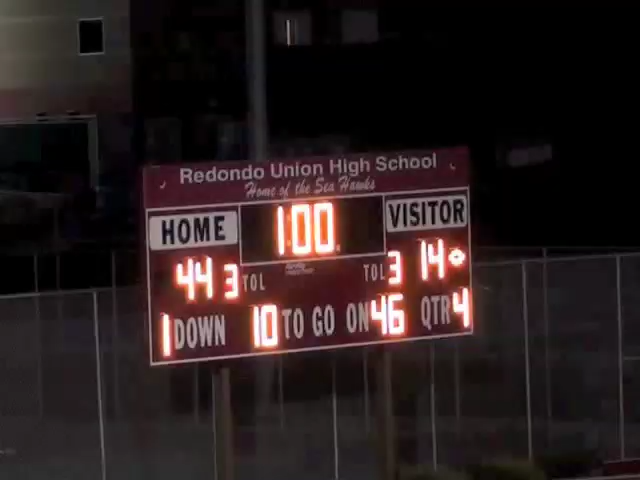 Redondo Union High School
Home of the Sea Hawks
HOME 1:00 VISITOR
44 3 TOL TOL 3 14
1 DOWN 10 TO GO ON 46 QTR 4